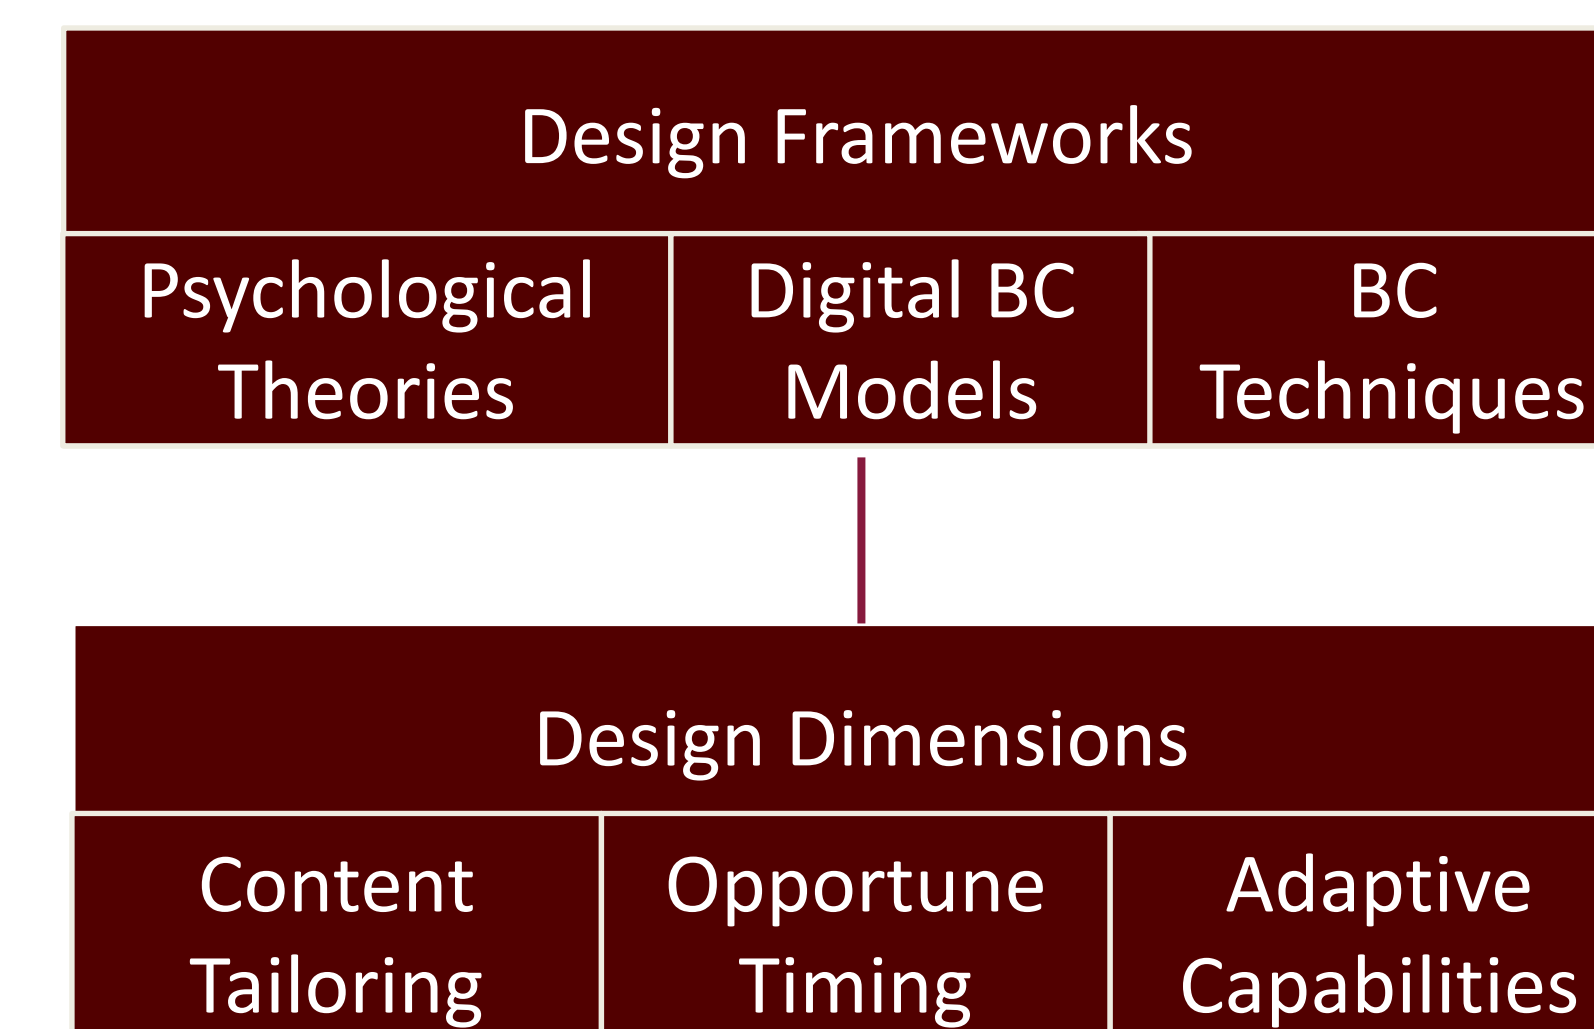 Design Frameworks
Psychological
Theories
Digital BC
Models
BC
Techniques
Design Dimensions
Content
Tailoring
Opportune
Timing
Adaptive
Capabilities